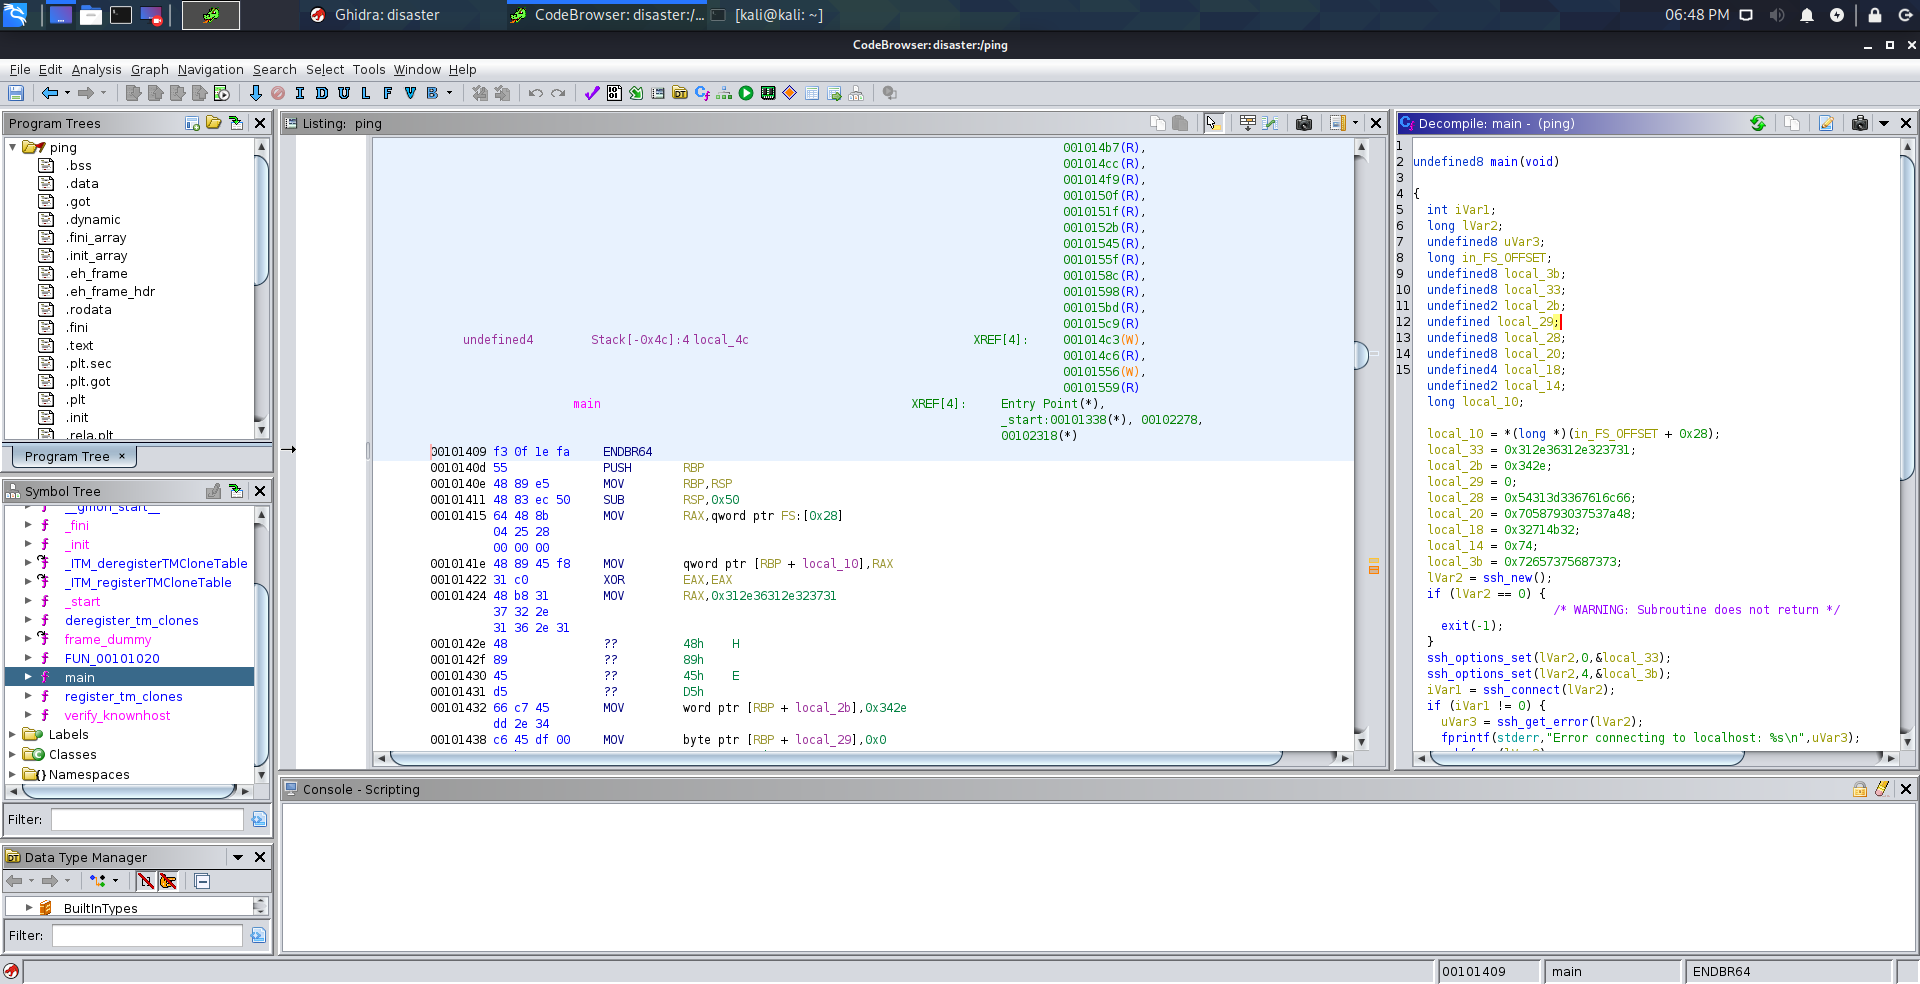 Ghidra: disaster
CodeBrowser: disaster:/...
[kali@kali: ~]
06:48 PM
CodeBrowser: disaster:/ping
File Edit Analysis Graph Navigation Search Select Tools Window Help
I D U L F V B
Program Trees
ping
.bss
.data
.got
.dynamic
.fini_array
.init_array
.eh_frame
.eh_frame_hdr
.rodata
.fini
.text
.plt.sec
.plt.got
.plt
.init
.rela.plt
Program Tree ×
Symbol Tree
__gmon_start__
_fini
_init
_ITM_deregisterTMCloneTable
_ITM_registerTMCloneTable
_start
deregister_tm_clones
frame_dummy
FUN_00101020
main
register_tm_clones
verify_knownhost
Labels
Classes
Namespaces
Filter:
Data Type Manager
BuiltInTypes
Filter:
Listing: ping
001014b7(R),
001014cc(R),
001014f9(R),
0010150f(R),
0010151f(R),
0010152b(R),
00101545(R),
0010155f(R),
0010158c(R),
00101598(R),
001015bd(R),
001015c9(R)
undefined4 Stack[-0x4c]:4 local_4c XREF[4]: 001014c3(W),
001014c6(R),
00101556(W),
00101559(R)
main XREF[4]: Entry Point(*),
_start:00101338(*), 00102278,
00102318(*)
00101409 f3 0f 1e fa ENDBR64
0010140d 55 PUSH RBP
0010140e 48 89 e5 MOV RBP,RSP
00101411 48 83 ec 50 SUB RSP,0x50
00101415 64 48 8b MOV RAX,qword ptr FS:[0x28]
04 25 28
00 00 00
0010141e 48 89 45 f8 MOV qword ptr [RBP + local_10],RAX
00101422 31 c0 XOR EAX,EAX
00101424 48 b8 31 MOV RAX,0x312e36312e323731
37 32 2e
31 36 2e 31
0010142e 48 ?? 48h H
0010142f 89 ?? 89h
00101430 45 ?? 45h E
00101431 d5 ?? D5h
00101432 66 c7 45 MOV word ptr [RBP + local_2b],0x342e
dd 2e 34
00101438 c6 45 df 00 MOV byte ptr [RBP + local_29],0x0
Decompile: main - (ping)
1
2 undefined8 main(void)
3
4 {
5 int iVar1;
6 long lVar2;
7 undefined8 uVar3;
8 long in_FS_OFFSET;
9 undefined8 local_3b;
10 undefined8 local_33;
11 undefined2 local_2b;
12 undefined local_29;
13 undefined8 local_28;
14 undefined8 local_20;
15 undefined4 local_18;
undefined2 local_14;
long local_10;
local_10 = *(long *)(in_FS_OFFSET + 0x28);
local_33 = 0x312e36312e323731;
local_2b = 0x342e;
local_29 = 0;
local_28 = 0x54313d3367616c66;
local_20 = 0x7058793037537a48;
local_18 = 0x32714b32;
local_14 = 0x74;
local_3b = 0x72657375687373;
lVar2 = ssh_new();
if (lVar2 == 0) {
/* WARNING: Subroutine does not return */
exit(-1);
}
ssh_options_set(lVar2,0,&local_33);
ssh_options_set(lVar2,4,&local_3b);
iVar1 = ssh_connect(lVar2);
if (iVar1 != 0) {
uVar3 = ssh_get_error(lVar2);
fprintf(stderr,"Error connecting to localhost: %s\n",uVar3);
Console - Scripting
00101409 main ENDBR64